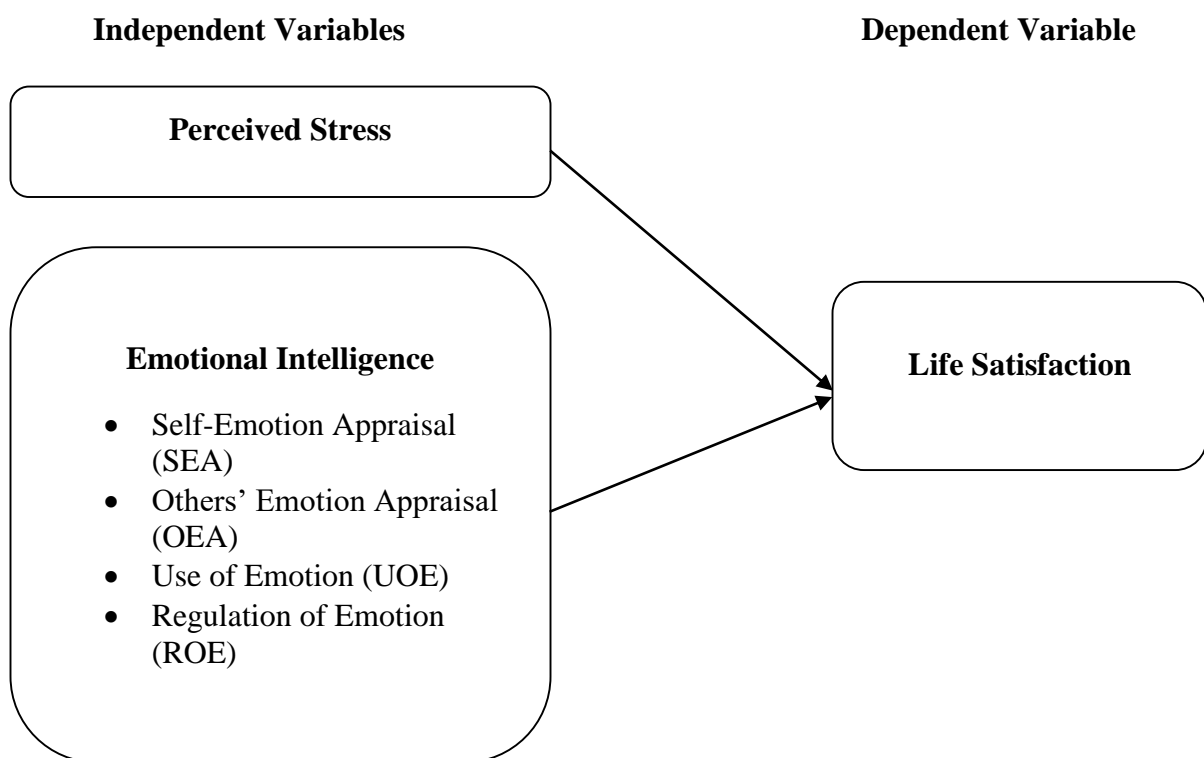 Independent Variables
Dependent Variable
Perceived Stress
Emotional Intelligence
• Self-Emotion Appraisal
(SEA)
• Others’ Emotion Appraisal
(OEA)
• Use of Emotion (UOE)
• Regulation of Emotion
(ROE)
Life Satisfaction